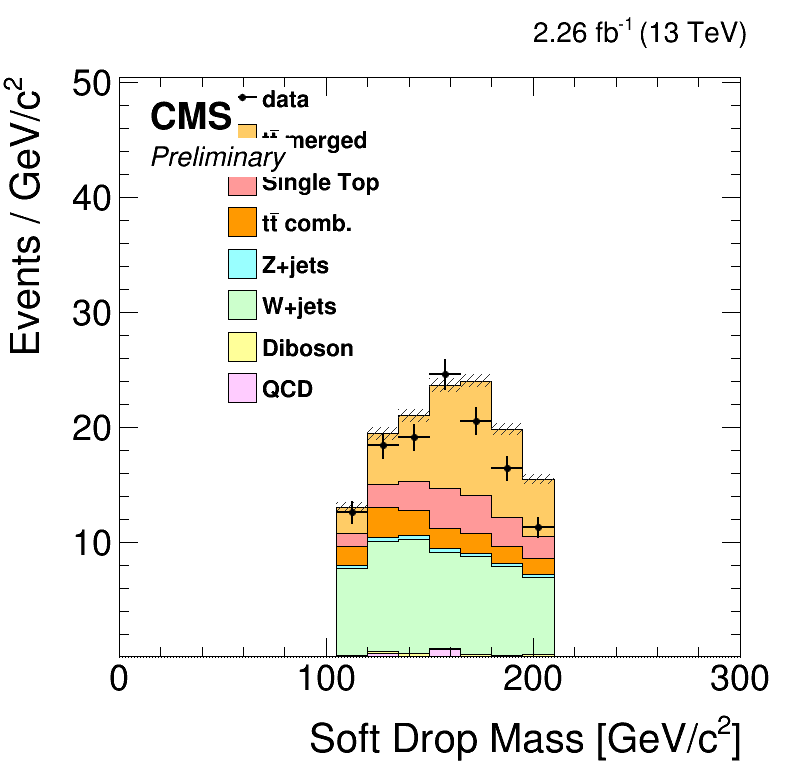 2.26 fb-1 (13 TeV)
Events / GeV/c2
50
40
30
20
10
CMS
Preliminary
data
tt̄ merged
Single Top
tt̄ comb.
Z+jets
W+jets
Diboson
QCD
0 100 200 300
Soft Drop Mass [GeV/c2]